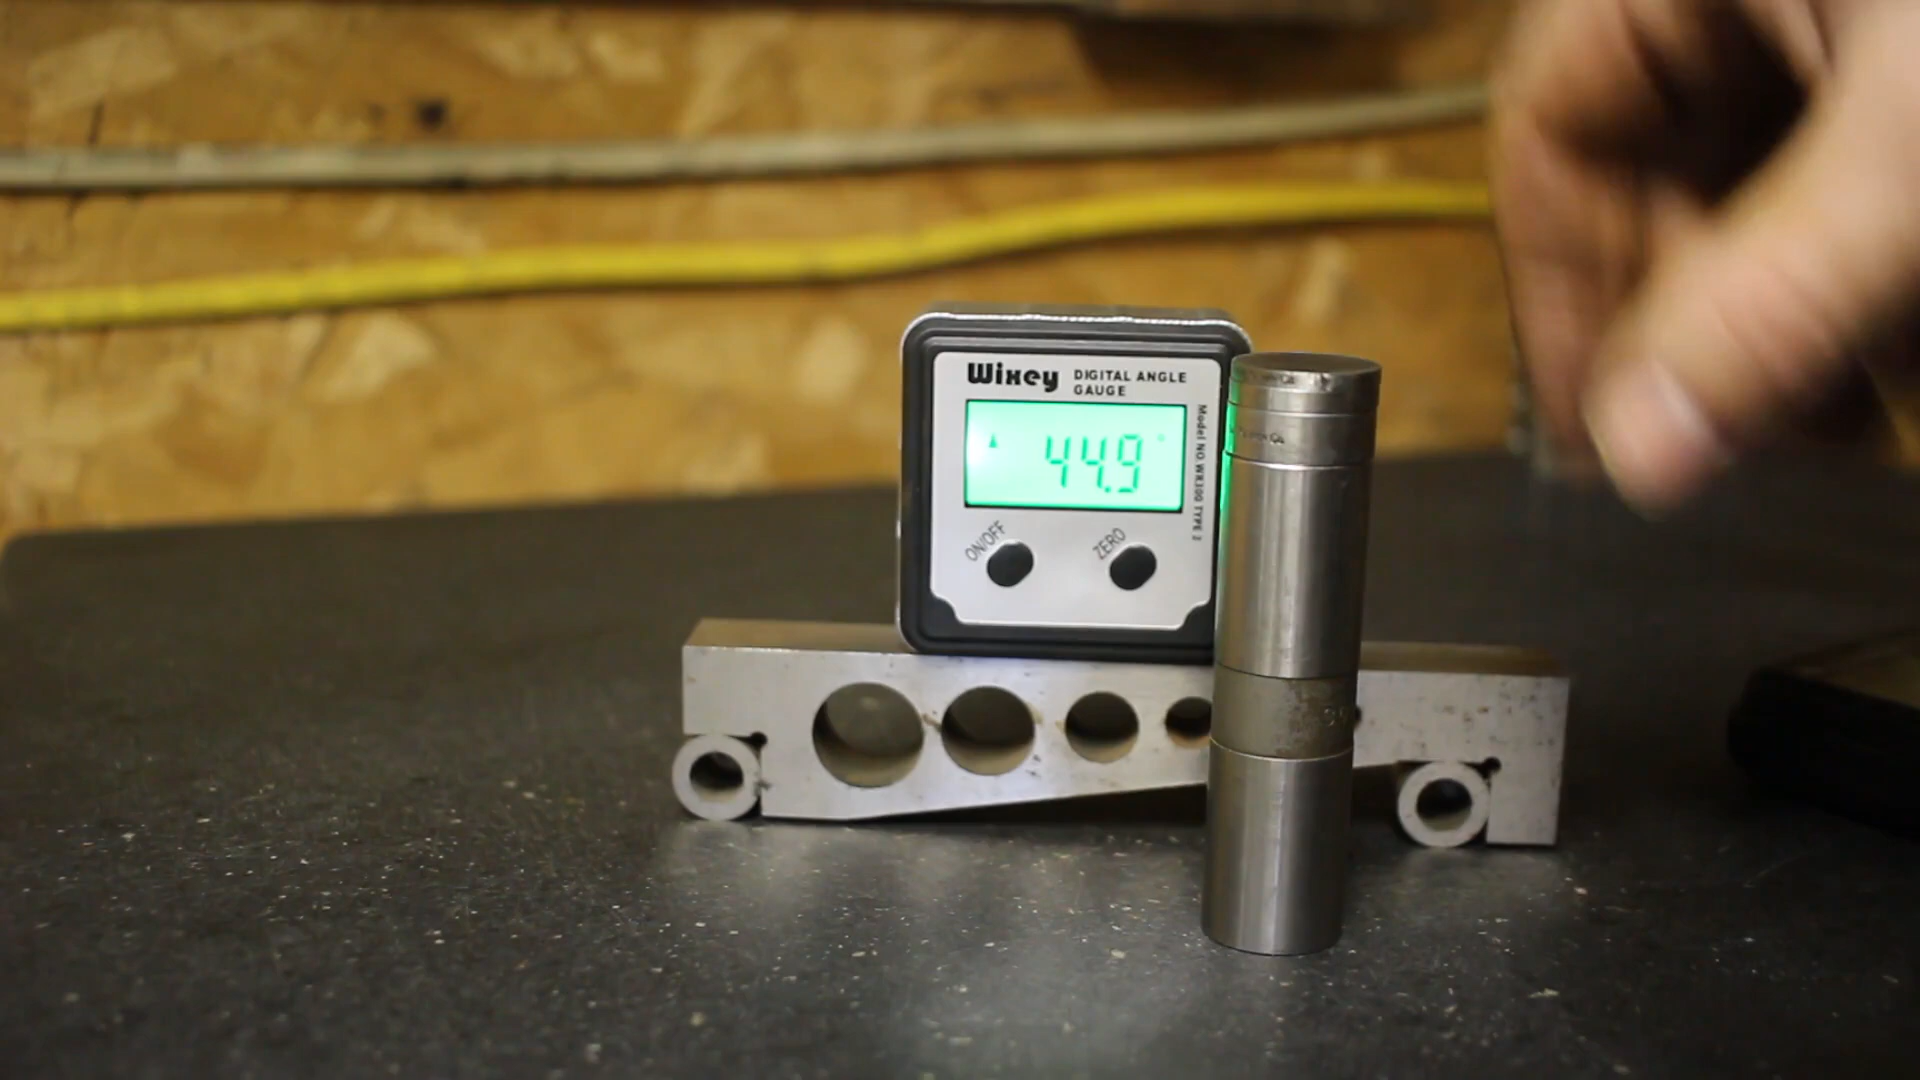 Wixey
DIGITAL ANGLE
GAUGE
44.9°
Model NO.WR300 TYPE 2
ON/OFF
ZERO